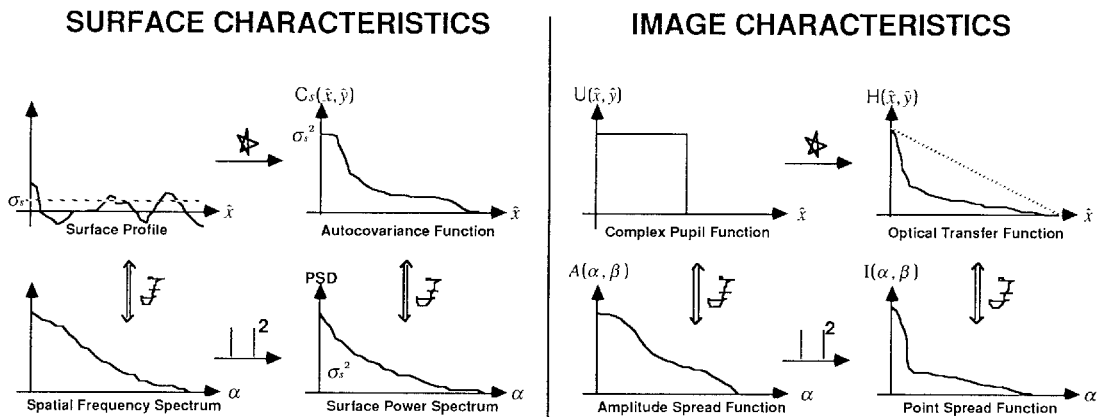 SURFACE CHARACTERISTICS
Cₛ(x̂,ŷ)
σₛ²
☆
σₛ
x̂
x̂
Surface Profile
Autocovariance Function
ℱ
ℱ
PSD
| |²
σₛ²
α
α
Spatial Frequency Spectrum
Surface Power Spectrum
IMAGE CHARACTERISTICS
U(x̂,ŷ)
H(x̂,ŷ)
☆
x̂
x̂
Complex Pupil Function
Optical Transfer Function
A(α,β)
ℱ
I(α,β)
ℱ
| |²
α
α
Amplitude Spread Function
Point Spread Function